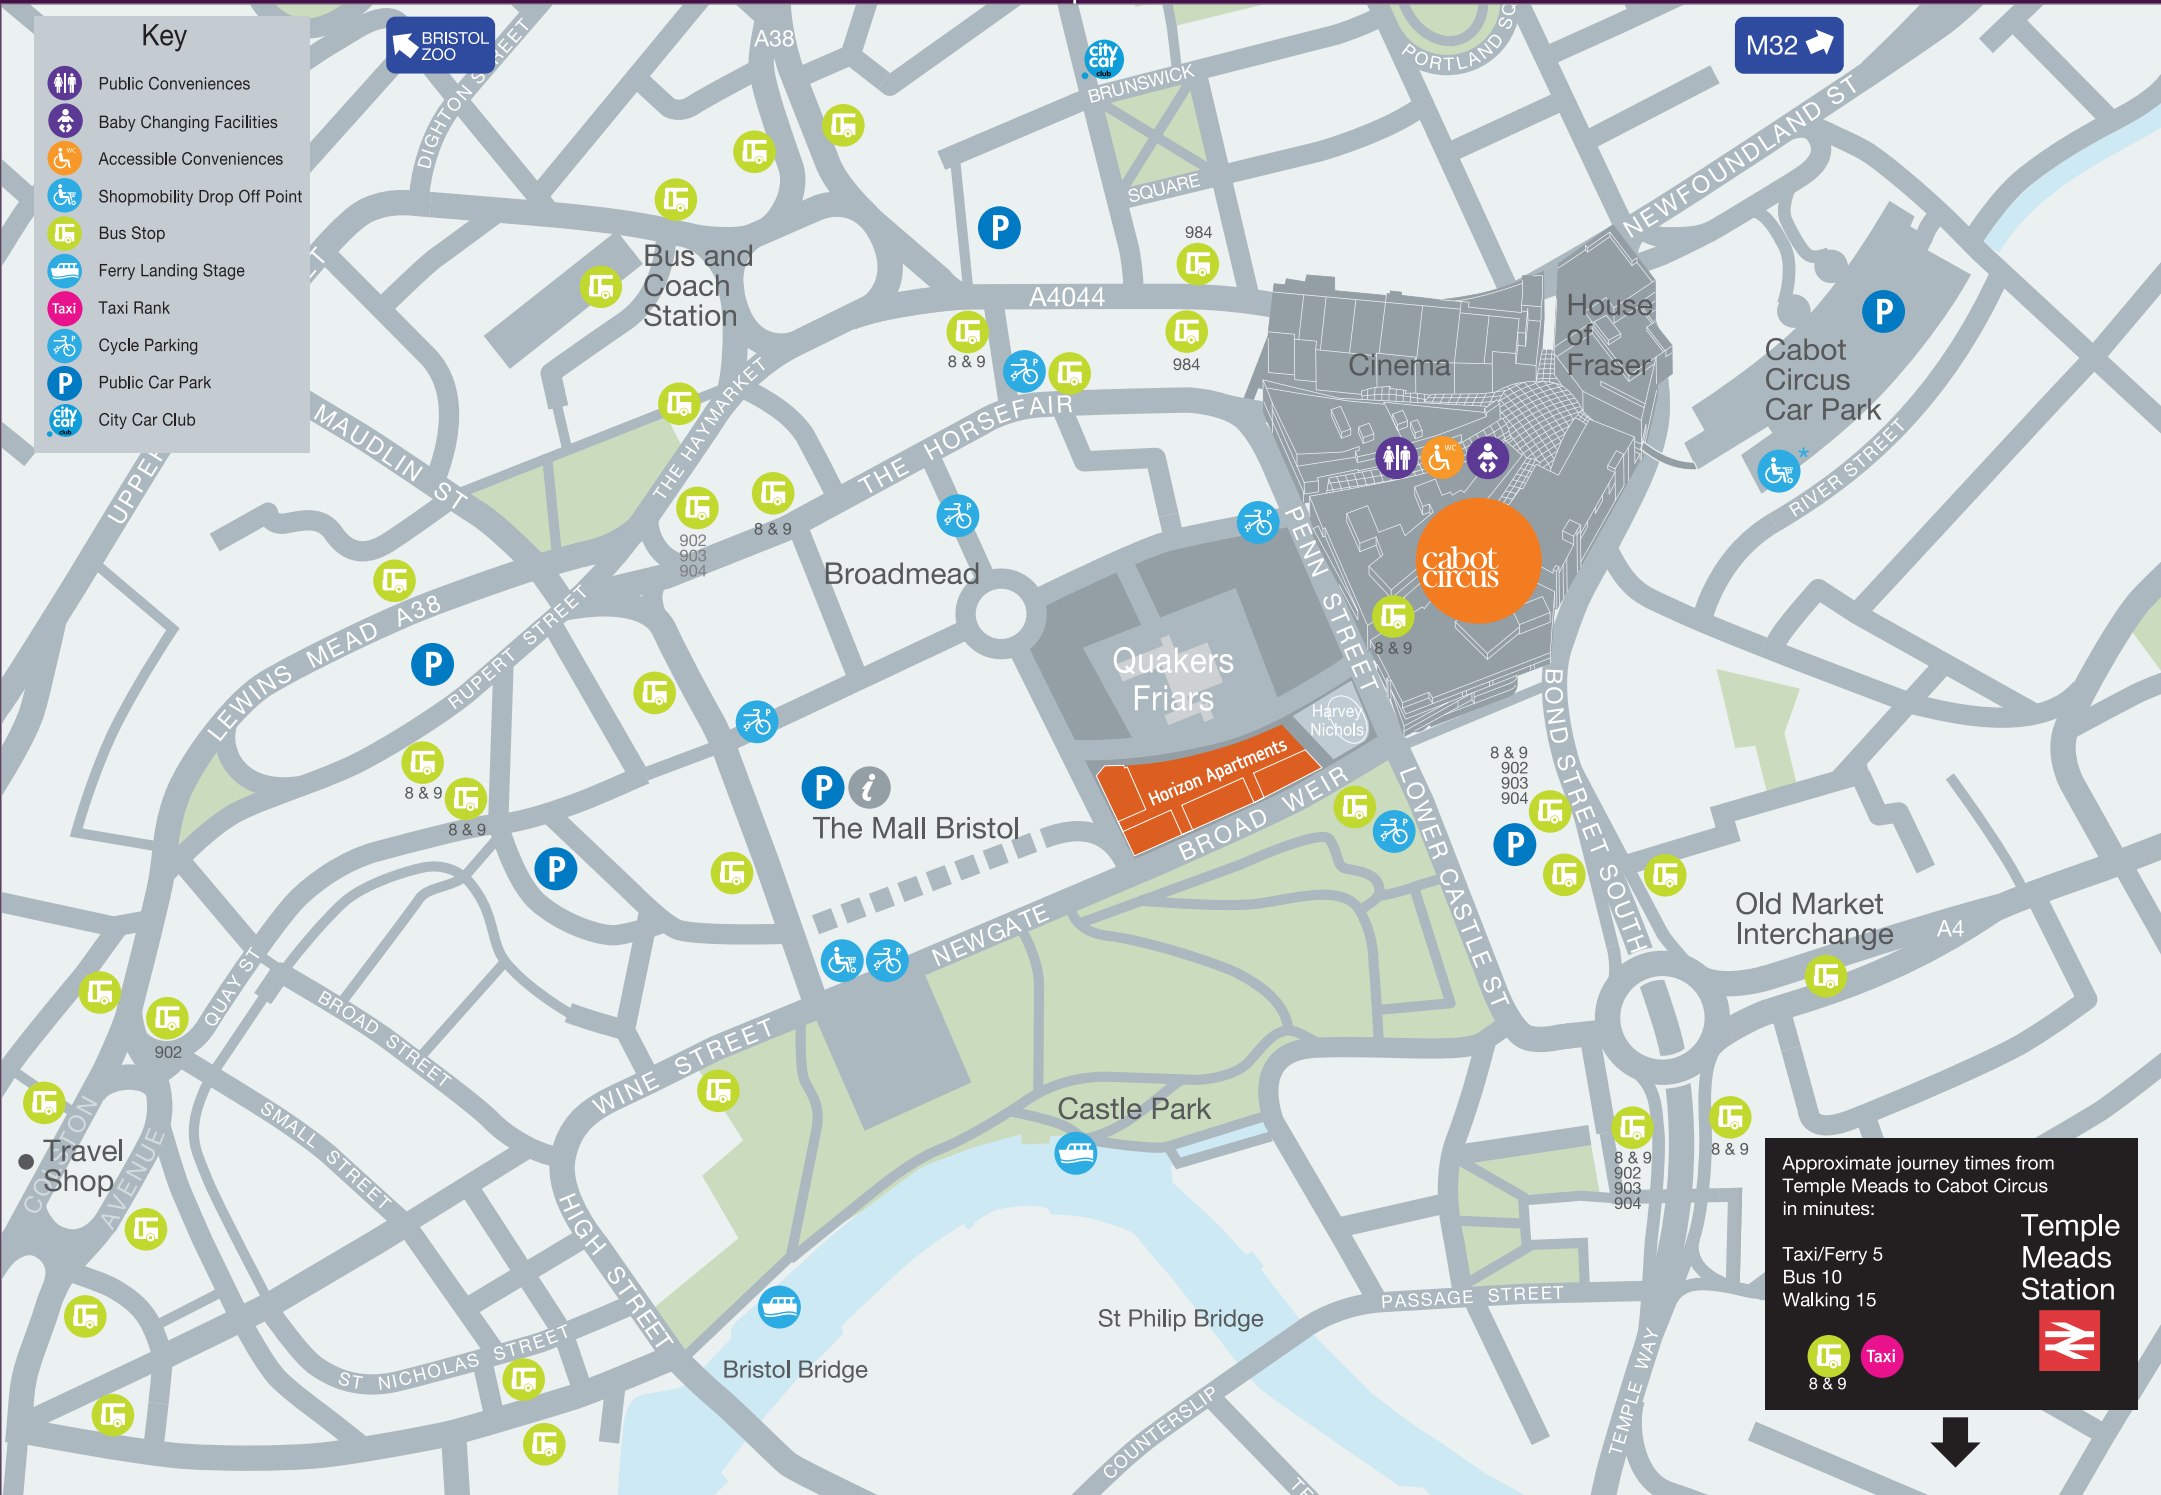 Key
Public Conveniences
Baby Changing Facilities
WC
Accessible Conveniences
Shopmobility Drop Off Point
Bus Stop
Ferry Landing Stage
Taxi
Taxi Rank
P
Cycle Parking
P
Public Car Park
city
car
club
City Car Club
BRISTOL
ZOO
DIGHTON STREET
A38
city
car
club
BRUNSWICK
SQUARE
PORTLAND SQ
M32
NEWFOUNDLAND ST
P
984
Bus and
Coach
Station
A4044
8 & 9
984
P
Cinema
House
of
Fraser
P
Cabot
Circus
Car Park
*
RIVER STREET
UPPER
MAUDLIN ST
THE HAYMARKET
THE HORSEFAIR
WC
902
903
904
8 & 9
P
P
PENN STREET
cabot
circus
8 & 9
Broadmead
LEWINS MEAD A38
P
RUPERT STREET
Quakers
Friars
Harvey
Nichols
Horizon Apartments
BROAD WEIR
BOND STREET SOUTH
P
8 & 9
8 & 9
P
P
The Mall Bristol
8 & 9
902
903
904
P
P
LOWER CASTLE ST
Old Market
Interchange
A4
NEWGATE
P
QUAY ST
BROAD STREET
902
WINE STREET
SMALL STREET
COLSTON
AVENUE
Travel
Shop
Castle Park
HIGH STREET
8 & 9
902
903
904
8 & 9
Approximate journey times from
Temple Meads to Cabot Circus
in minutes:
Taxi/Ferry 5
Bus 10
Walking 15
Temple
Meads
Station
8 & 9
Taxi
PASSAGE STREET
St Philip Bridge
Bristol Bridge
ST NICHOLAS STREET
TEMPLE WAY
COUNTERSLIP
TE